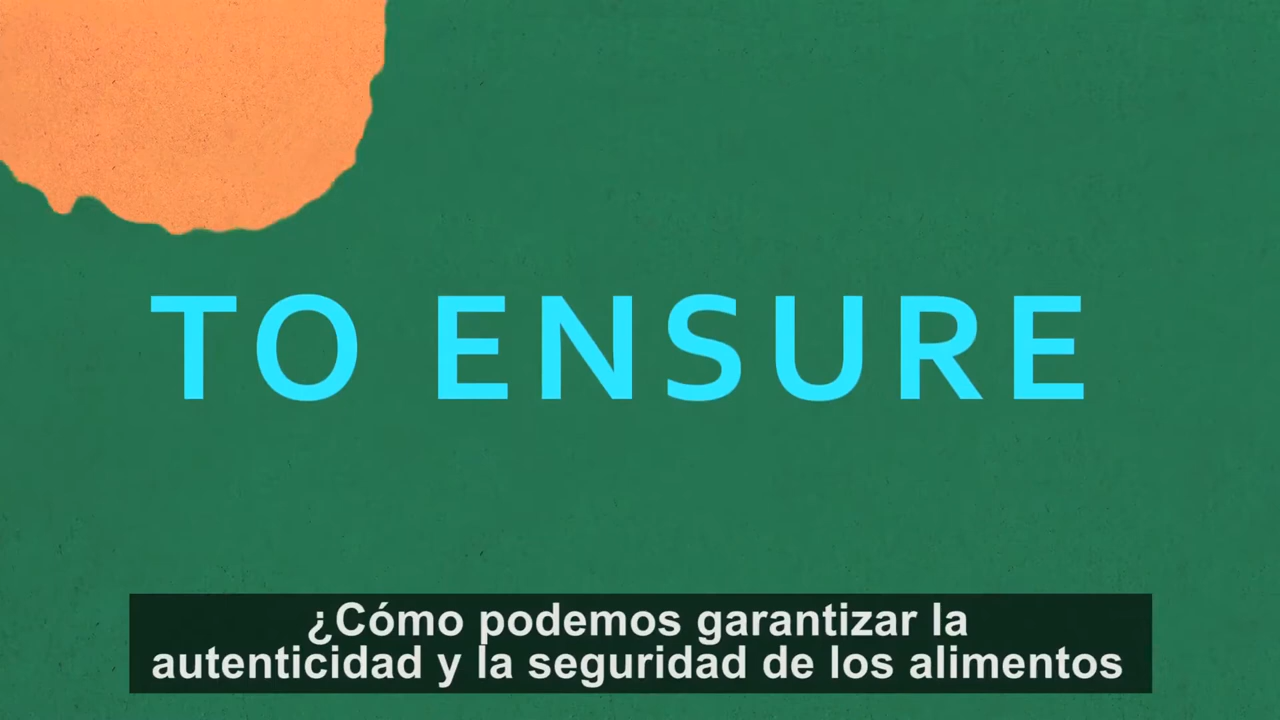 TO ENSURE
¿Cómo podemos garantizar la
autenticidad y la seguridad de los alimentos